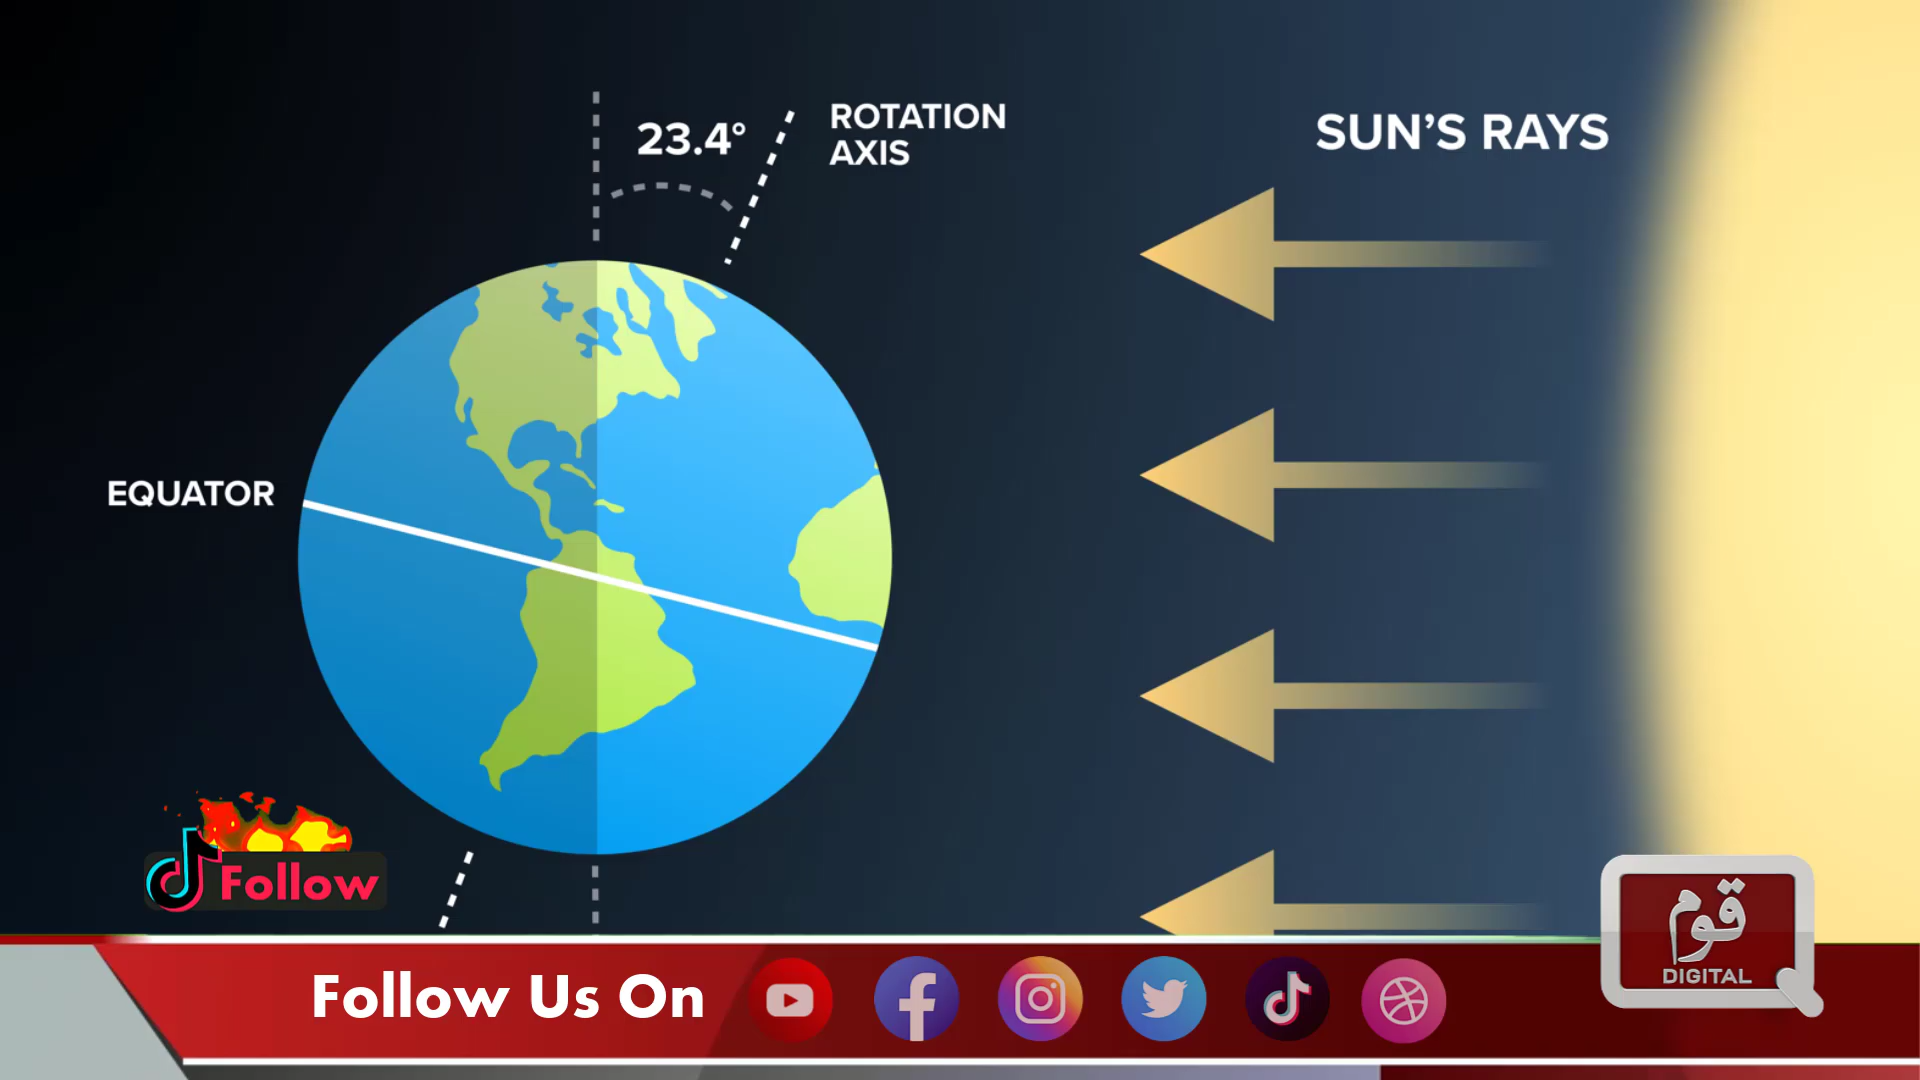 23.4°
ROTATION
AXIS
SUN'S RAYS
EQUATOR
Follow
Follow Us On
قوم
DIGITAL